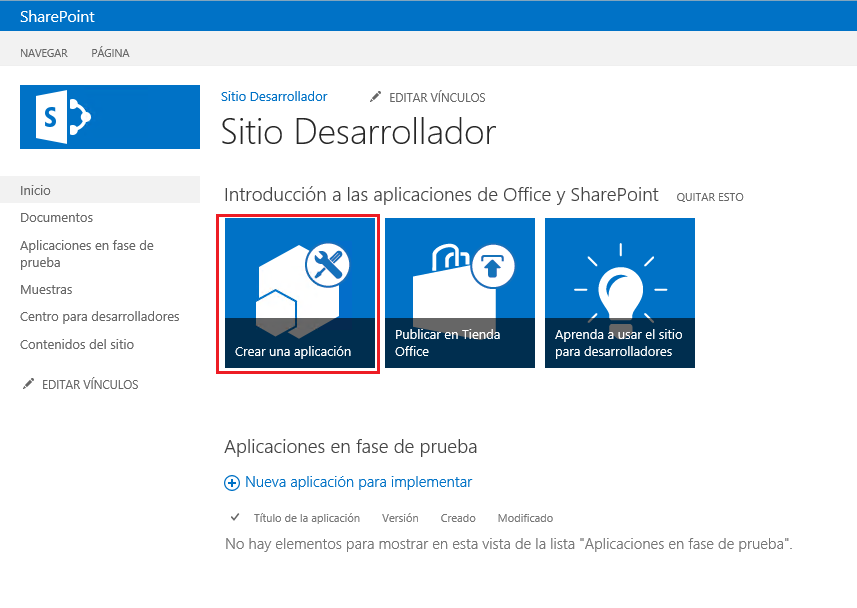 SharePoint
NAVEGAR PÁGINA
S
Sitio Desarrollador EDITAR VÍNCULOS
Sitio Desarrollador
Inicio
Documentos
Aplicaciones en fase de
prueba
Muestras
Centro para desarrolladores
Contenidos del sitio
EDITAR VÍNCULOS
Introducción a las aplicaciones de Office y SharePoint QUITAR ESTO
Crear una aplicación
Publicar en Tienda
Office
Aprenda a usar el sitio
para desarrolladores
Aplicaciones en fase de prueba
Nueva aplicación para implementar
Título de la aplicación Versión Creado Modificado
No hay elementos para mostrar en esta vista de la lista "Aplicaciones en fase de prueba".